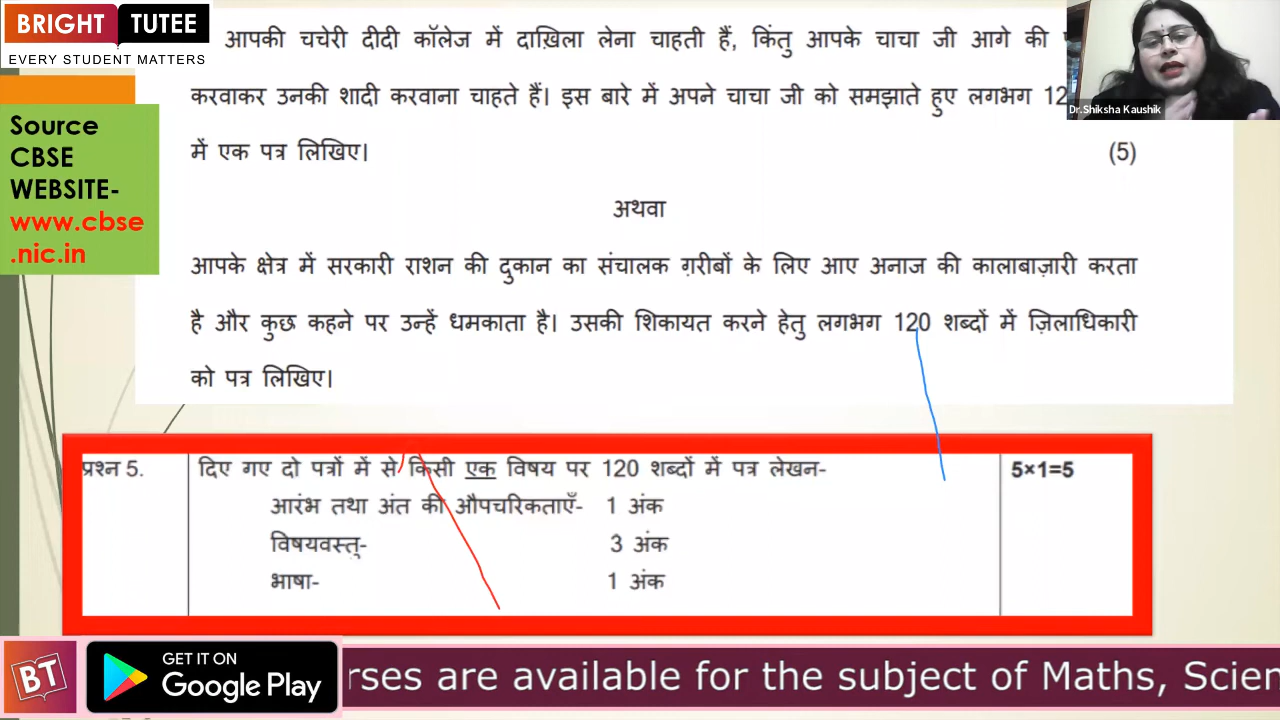 BRIGHT TUTEE
EVERY STUDENT MATTERS
आपकी चचेरी दीदी कॉलेज में दाख़िला लेना चाहती हैं, किंतु आपके चाचा जी आगे की
करवाकर उनकी शादी करवाना चाहते हैं। इस बारे में अपने चाचा जी को समझाते हुए लगभग 12
में एक पत्र लिखिए। (5)
Dr.Shiksha Kaushik
Source
CBSE
WEBSITE-
www.cbse
.nic.in
अथवा
आपके क्षेत्र में सरकारी राशन की दुकान का संचालक ग़रीबों के लिए आए अनाज की कालाबाज़ारी करता
है और कुछ कहने पर उन्हें धमकाता है। उसकी शिकायत करने हेतु लगभग 120 शब्दों में ज़िलाधिकारी
को पत्र लिखिए।
प्रश्न 5. दिए गए दो पत्रों में से किसी एक विषय पर 120 शब्दों में पत्र लेखन- 5×1=5
आरंभ तथा अंत की औपचरिकताएँ- 1 अंक
विषयवस्तु- 3 अंक
भाषा- 1 अंक
BT
GET IT ON
Google Play
rses are available for the subject of Maths, Scien